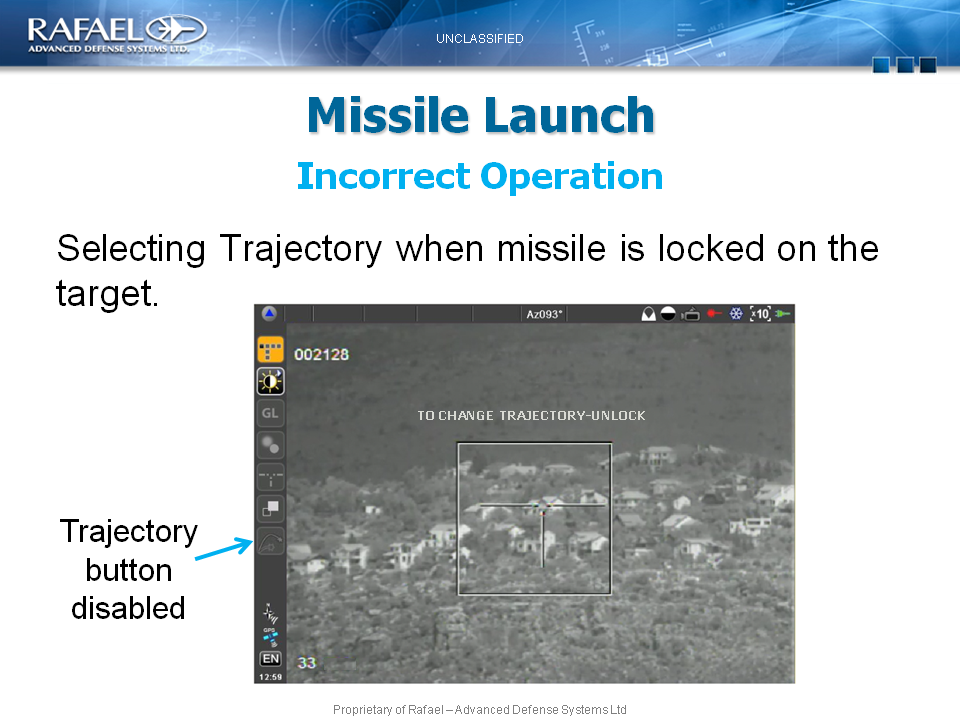 RAFAEL
ADVANCED DEFENSE SYSTEMS LTD.
UNCLASSIFIED
Missile Launch
Incorrect Operation
Selecting Trajectory when missile is locked on the
target.
Az093°
x10
002128
GL
TO CHANGE TRAJECTORY-UNLOCK
Trajectory
button
disabled
N
GPS
EN
12:59
33
Proprietary of Rafael – Advanced Defense Systems Ltd